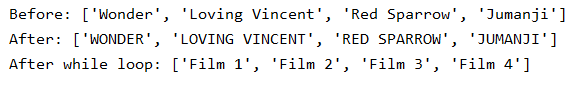 Before: ['Wonder', 'Loving Vincent', 'Red Sparrow', 'Jumanji']
After: ['WONDER', 'LOVING VINCENT', 'RED SPARROW', 'JUMANJI']
After while loop: ['Film 1', 'Film 2', 'Film 3', 'Film 4']